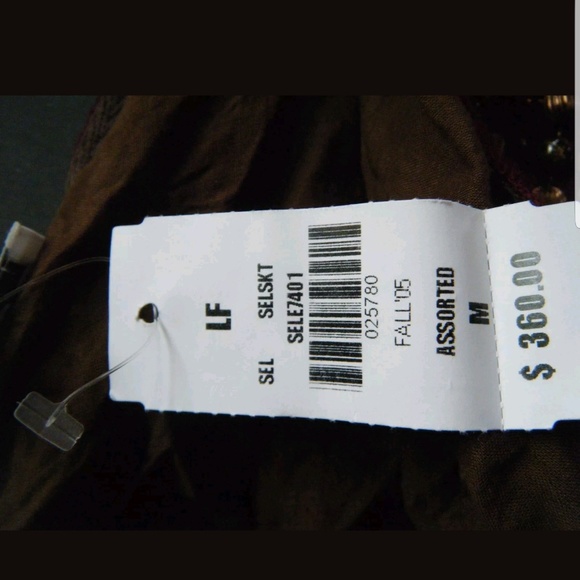 LF
SEL SELSKT
SELE7401
025780
FALL'05
ASSORTED
M
$ 360.00